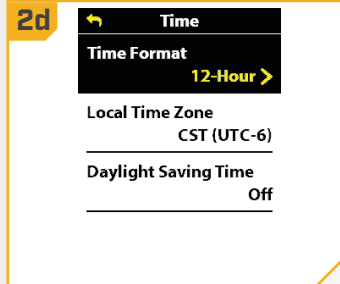 2d
Time
Time Format
12-Hour >
Local Time Zone
CST (UTC-6)
Daylight Saving Time
Off